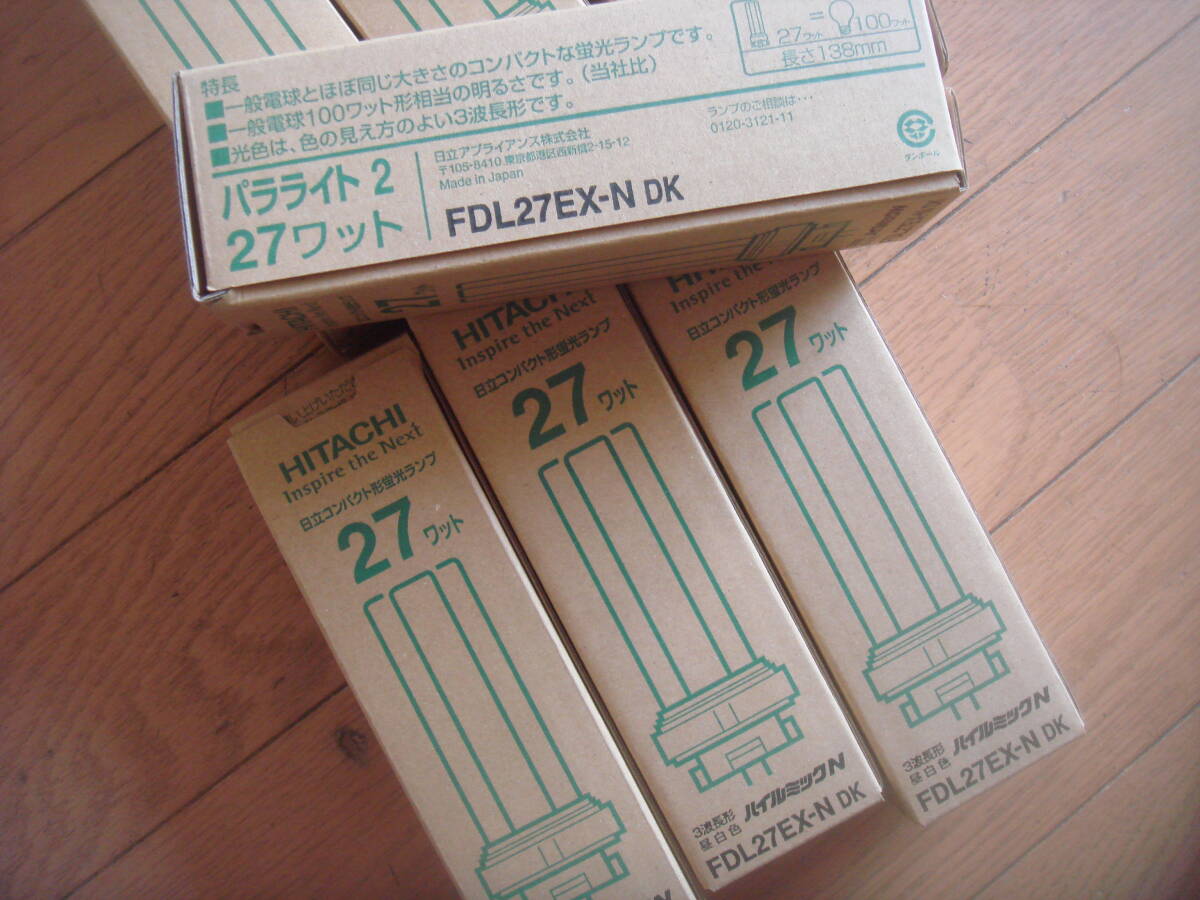 特長
■一般電球とほぼ同じ大きさのコンパクトな蛍光ランプです。
■一般電球100ワット形相当の明るさです。(当社比)
■光色は、色の見え方のよい3波長形です。
27ワット = 100ワット
長さ138mm
パラライト 2
27ワット
日立アプライアンス株式会社
〒105-8410 東京都港区西新橋2-15-12
Made in Japan
FDL27EX-N DK
ランプのご相談は…
0120-3121-11
ダンボール
HITACHI
Inspire the Next
日立コンパクト形蛍光ランプ
27ワット
HITACHI
Inspire the Next
日立コンパクト形蛍光ランプ
27ワット
3波長形
昼白色
ハイルミックN
FDL27EX-N DK
HITACHI
Inspire the Next
日立コンパクト形蛍光ランプ
27ワット
3波長形
昼白色
ハイルミックN
FDL27EX-N DK